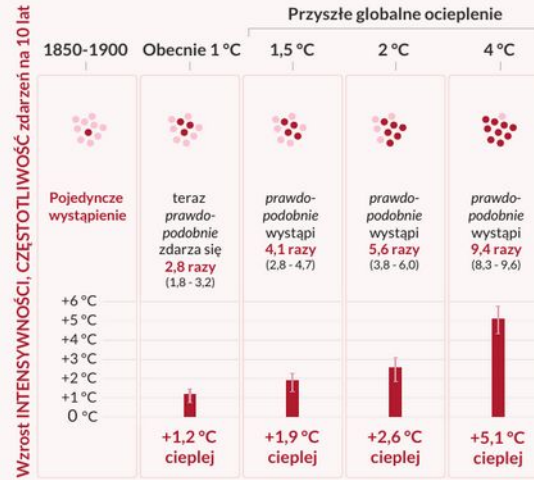 Wzrost INTENSYWNOŚCI, CZĘSTOTLIWOŚĆ zdarzeń na 10 lat
Przyszłe globalne ocieplenie
1850-1900 Obecnie 1 °C 1,5 °C 2 °C 4 °C
Pojedyncze
wystąpienie
teraz
prawdo-
podobnie
zdarza się
2,8 razy
(1,8 - 3,2)
prawdo-
podobnie
wystąpi
4,1 razy
(2,8 - 4,7)
prawdo-
podobnie
wystąpi
5,6 razy
(3,8 - 6,0)
prawdo-
podobnie
wystąpi
9,4 razy
(8,3 - 9,6)
+6 °C
+5 °C
+4 °C
+3 °C
+2 °C
+1 °C
0 °C
+1,2 °C
cieplej
+1,9 °C
cieplej
+2,6 °C
cieplej
+5,1 °C
cieplej